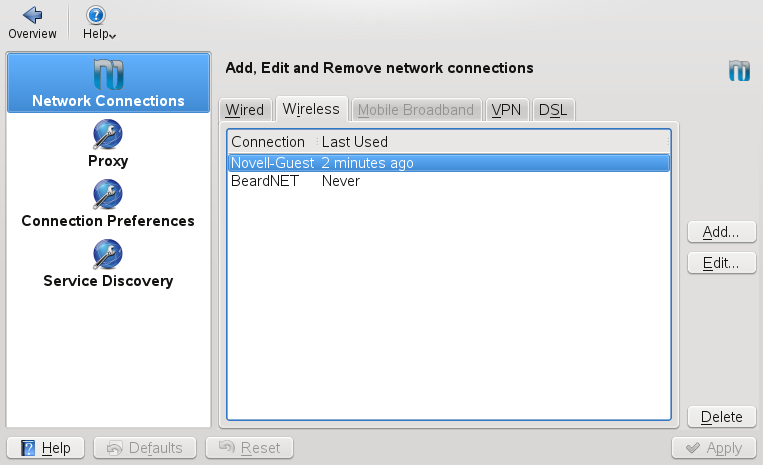 Overview
Help
Network Connections
Proxy
Connection Preferences
Service Discovery
Add, Edit and Remove network connections
Wired Wireless Mobile Broadband VPN DSL
Connection Last Used
Novell-Guest 2 minutes ago
BeardNET Never
Add...
Edit...
Delete
Help Defaults Reset Apply